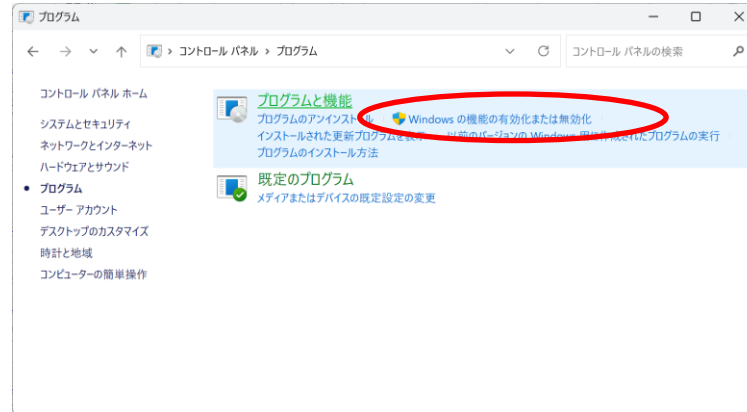 プログラム
コントロール パネル › プログラム
コントロール パネルの検索
コントロール パネル ホーム
システムとセキュリティ
ネットワークとインターネット
ハードウェアとサウンド
プログラム
ユーザー アカウント
デスクトップのカスタマイズ
時計と地域
コンピューターの簡単操作
プログラムと機能
プログラムのアンインストール Windows の機能の有効化または無効化
インストールされた更新プログラムを表示 以前のバージョンの Windows 用に作成されたプログラムの実行
プログラムのインストール方法
既定のプログラム
メディアまたはデバイスの既定設定の変更